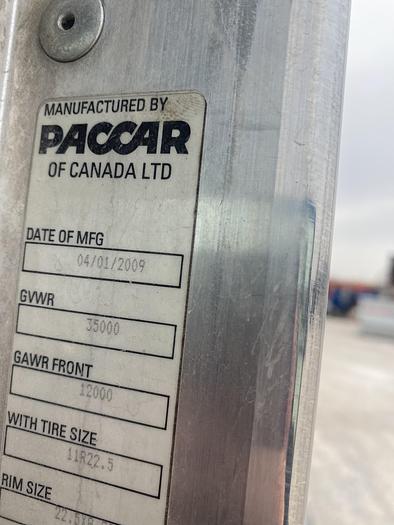 MANUFACTURED BY
PACCAR
OF CANADA LTD
DATE OF MFG
04/01/2009
GVWR
35000
GAWR FRONT
12000
WITH TIRE SIZE
11R22.5
RIM SIZE